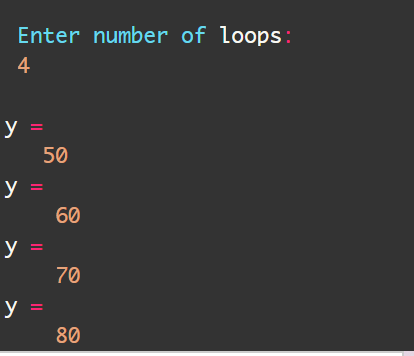 Enter number of loops:
4
y =
50
y =
60
y =
70
y =
80